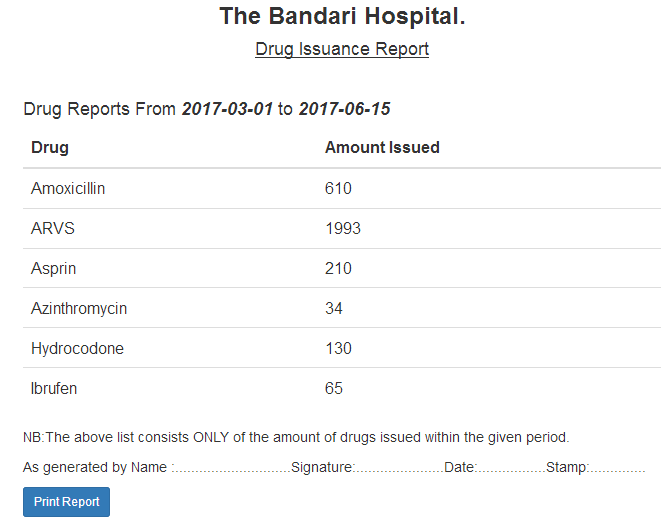 The Bandari Hospital.
Drug Issuance Report
Drug Reports From 2017-03-01 to 2017-06-15
Drug Amount Issued
Amoxicillin 610
ARVS 1993
Asprin 210
Azinthromycin 34
Hydrocodone 130
Ibrufen 65
NB:The above list consists ONLY of the amount of drugs issued within the given period.
As generated by Name :............................Signature:.....................Date:.................Stamp:..............
Print Report